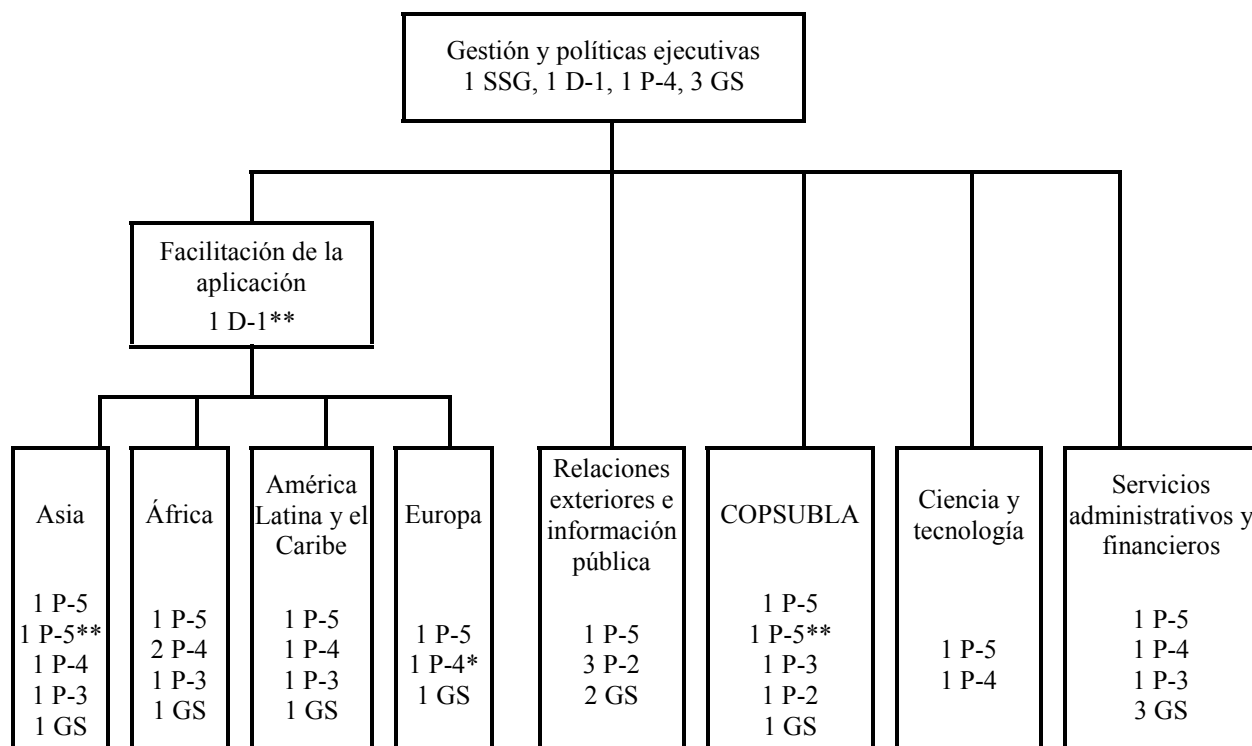 Gestión y políticas ejecutivas
1 SSG, 1 D-1, 1 P-4, 3 GS
Facilitación de la
aplicación
1 D-1**
Asia
1 P-5
1 P-5**
1 P-4
1 P-3
1 GS
África
1 P-5
2 P-4
1 P-3
1 GS
América
Latina y el
Caribe
1 P-5
1 P-4
1 P-3
1 GS
Europa
1 P-5
1 P-4*
1 GS
Relaciones
exteriores e
información
pública
1 P-5
3 P-2
2 GS
COPSUBLA
1 P-5
1 P-5**
1 P-3
1 P-2
1 GS
Ciencia y
tecnología
1 P-5
1 P-4
Servicios
administrativos y
financieros
1 P-5
1 P-4
1 P-3
3 GS